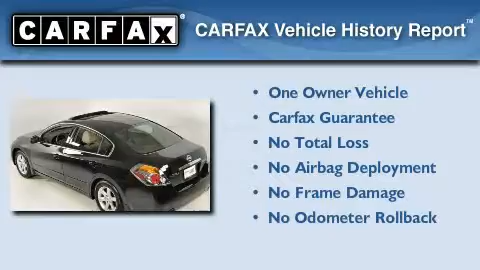 CARFAX® CARFAX Vehicle History Report™
• One Owner Vehicle
• Carfax Guarantee
• No Total Loss
• No Airbag Deployment
• No Frame Damage
• No Odometer Rollback